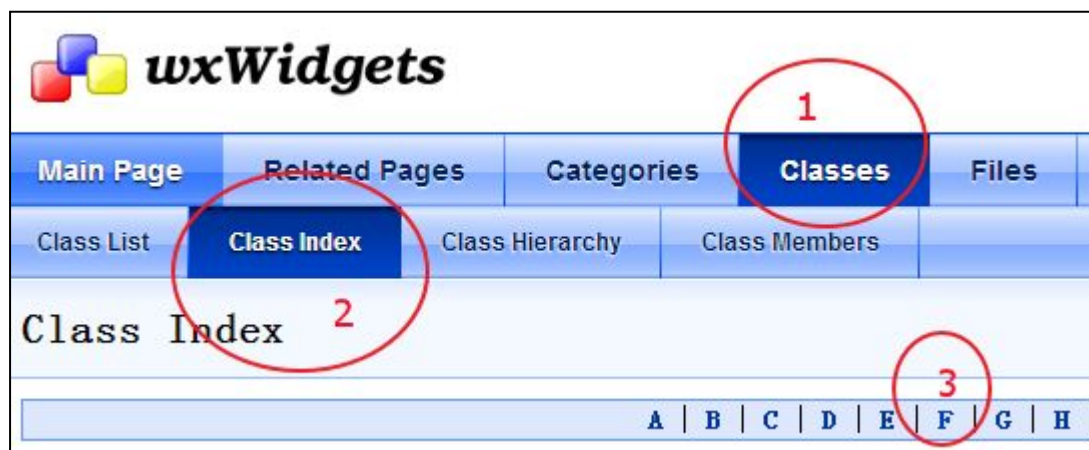 wxWidgets
1
Main Page Related Pages Categories Classes Files
Class List Class Index Class Hierarchy Class Members
2
Class Index
3
A | B | C | D | E | F | G | H